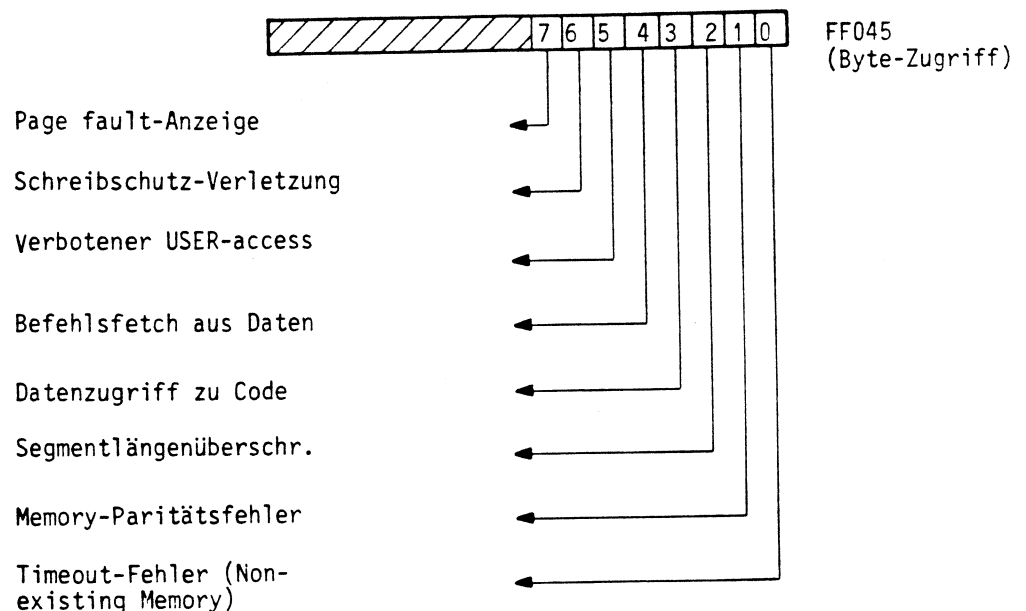 7 6 5 4 3 2 1 0 FF045
(Byte-Zugriff)
Page fault-Anzeige
Schreibschutz-Verletzung
Verbotener USER-access
Befehlsfetch aus Daten
Datenzugriff zu Code
Segmentlängenüberschr.
Memory-Paritätsfehler
Timeout-Fehler (Non-
existing Memory)